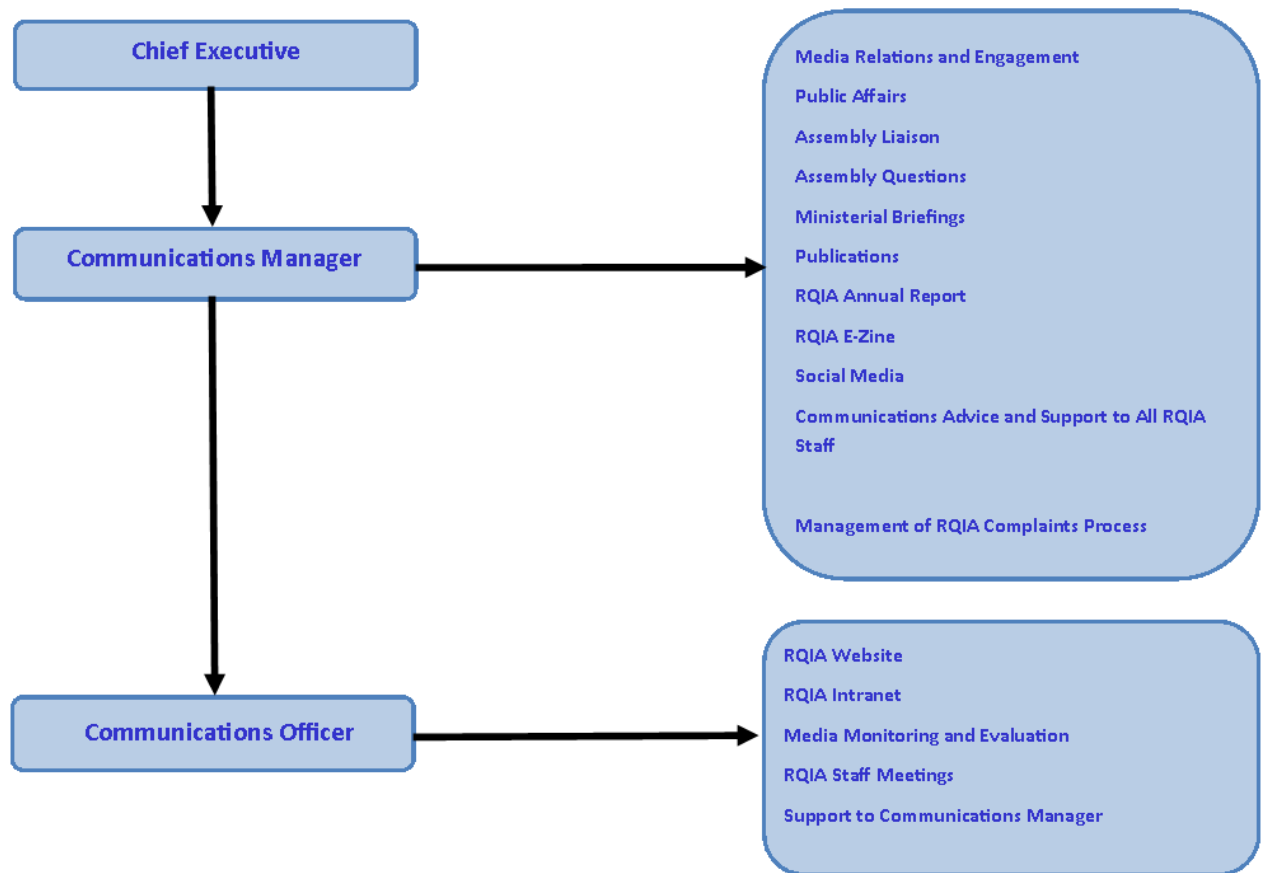 Chief Executive
Communications Manager
Communications Officer
Media Relations and Engagement
Public Affairs
Assembly Liaison
Assembly Questions
Ministerial Briefings
Publications
RQIA Annual Report
RQIA E-Zine
Social Media
Communications Advice and Support to All RQIA
Staff
Management of RQIA Complaints Process
RQIA Website
RQIA Intranet
Media Monitoring and Evaluation
RQIA Staff Meetings
Support to Communications Manager